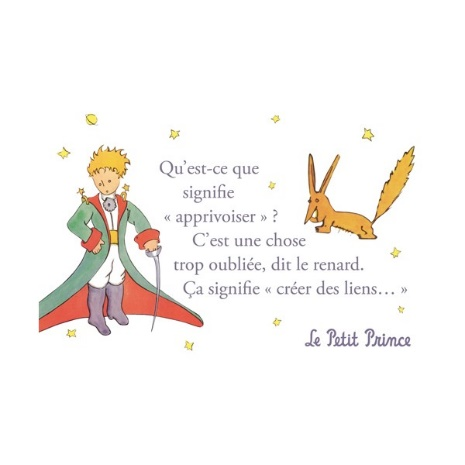 Qu’est-ce que
signifie
« apprivoiser » ?
C’est une chose
trop oubliée, dit le renard.
Ça signifie « créer des liens… »
Le Petit Prince